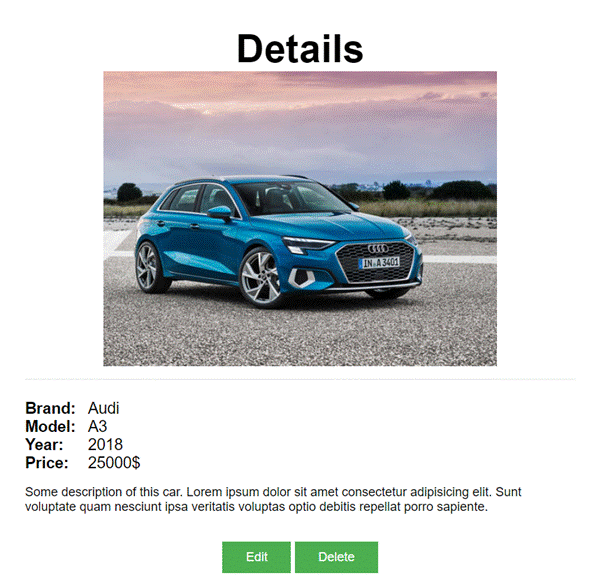 Details
IN·A 3401
Brand: Audi
Model: A3
Year: 2018
Price: 25000$
Some description of this car. Lorem ipsum dolor sit amet consectetur adipisicing elit. Sunt
voluptate quam nesciunt ipsa veritatis voluptas optio debitis repellat porro sapiente.
Edit Delete